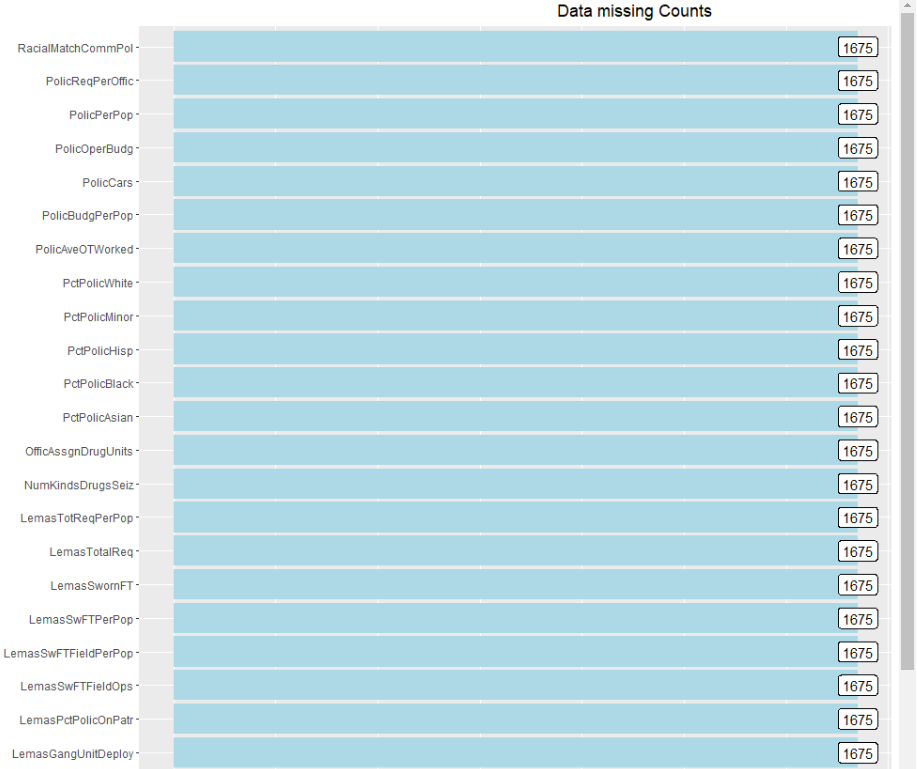 Data missing Counts
RacialMatchCommPol 1675
PolicReqPerOffic 1675
PolicPerPop 1675
PolicOperBudg 1675
PolicCars 1675
PolicBudgPerPop 1675
PolicAveOTWorked 1675
PctPolicWhite 1675
PctPolicMinor 1675
PctPolicHisp 1675
PctPolicBlack 1675
PctPolicAsian 1675
OfficAssgnDrugUnits 1675
NumKindsDrugsSeiz 1675
LemasTotReqPerPop 1675
LemasTotalReq 1675
LemasSwornFT 1675
LemasSwFTPerPop 1675
LemasSwFTFieldPerPop 1675
LemasSwFTFieldOps 1675
LemasPctPolicOnPatr 1675
LemasGangUnitDeploy 1675